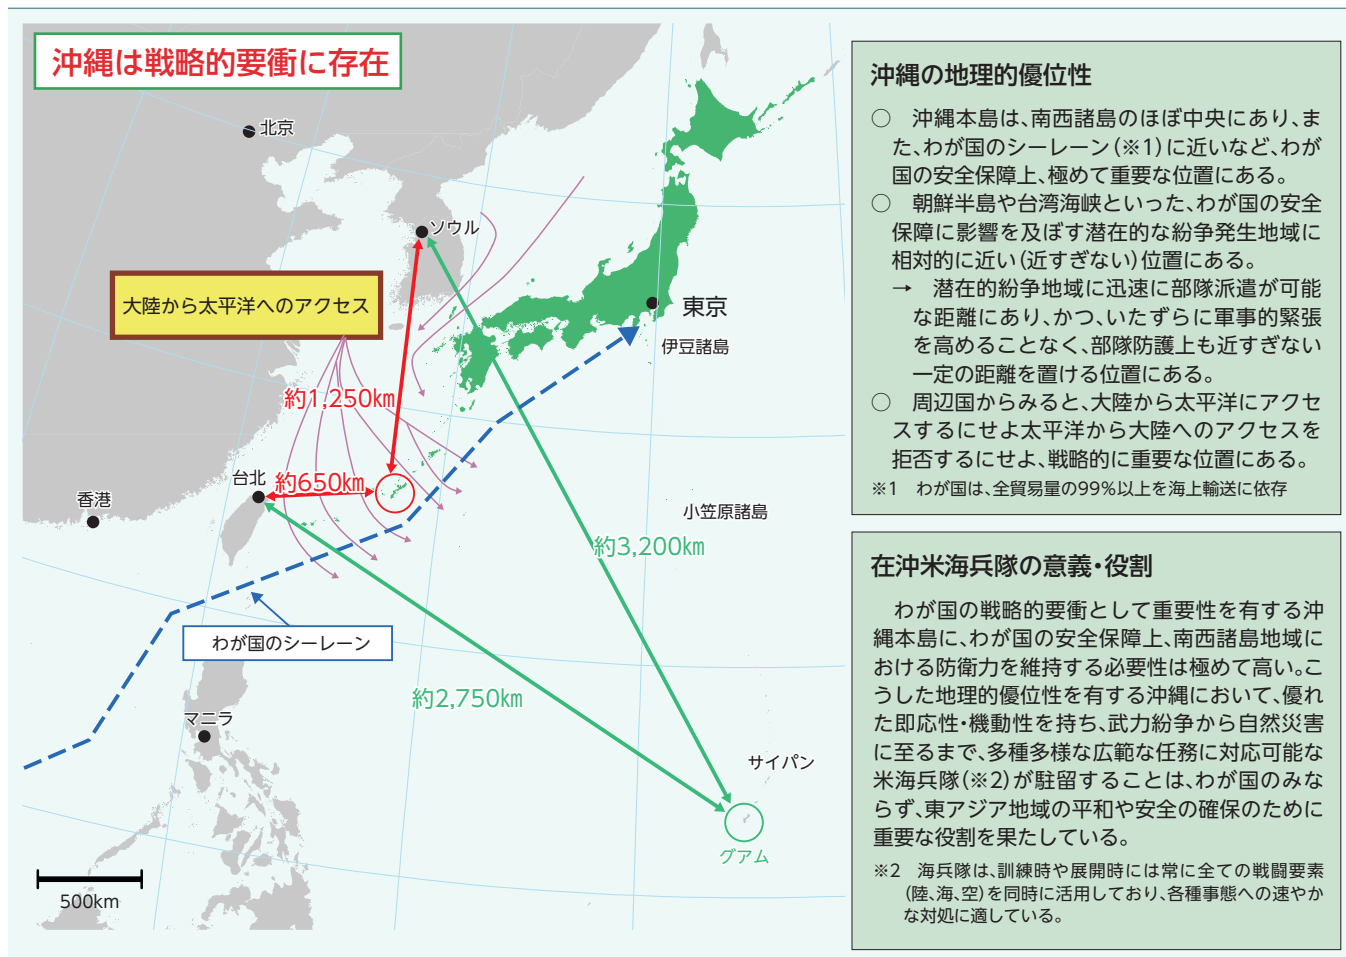 沖縄は戦略的要衝に存在
北京
ソウル
大陸から太平洋へのアクセス
東京
伊豆諸島
約1,250km
台北
約650km
香港
小笠原諸島
約3,200km
わが国のシーレーン
約2,750km
マニラ
サイパン
グアム
500km
沖縄の地理的優位性
○　沖縄本島は、南西諸島のほぼ中央にあり、ま
た、わが国のシーレーン（※1）に近いなど、わが
国の安全保障上、極めて重要な位置にある。
○　朝鮮半島や台湾海峡といった、わが国の安全
保障に影響を及ぼす潜在的な紛争発生地域に
相対的に近い（近すぎない）位置にある。
→　潜在的紛争地域に迅速に部隊派遣が可能
な距離にあり、かつ、いたずらに軍事的緊張
を高めることなく、部隊防護上も近すぎない
一定の距離を置ける位置にある。
○　周辺国からみると、大陸から太平洋にアクセ
スするにせよ太平洋から大陸へのアクセスを
拒否するにせよ、戦略的に重要な位置にある。
※1　わが国は、全貿易量の99％以上を海上輸送に依存
在沖米海兵隊の意義・役割
わが国の戦略的要衝として重要性を有する沖
縄本島に、わが国の安全保障上、南西諸島地域に
おける防衛力を維持する必要性は極めて高い。こ
うした地理的優位性を有する沖縄において、優れ
た即応性・機動性を持ち、武力紛争から自然災害
に至るまで、多種多様な広範な任務に対応可能な
米海兵隊（※2）が駐留することは、わが国のみな
らず、東アジア地域の平和や安全の確保のために
重要な役割を果たしている。
※2　海兵隊は、訓練時や展開時には常に全ての戦闘要素
（陸、海、空）を同時に活用しており、各種事態への速やか
な対処に適している。